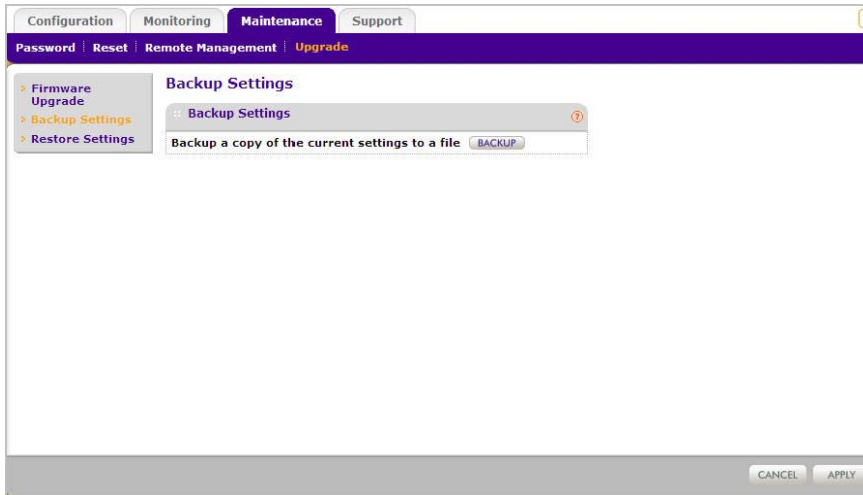 Configuration Monitoring Maintenance Support
Password Reset Remote Management Upgrade
Firmware
Upgrade
Backup Settings
Restore Settings
Backup Settings
Backup Settings ?
Backup a copy of the current settings to a file BACKUP
CANCEL APPLY